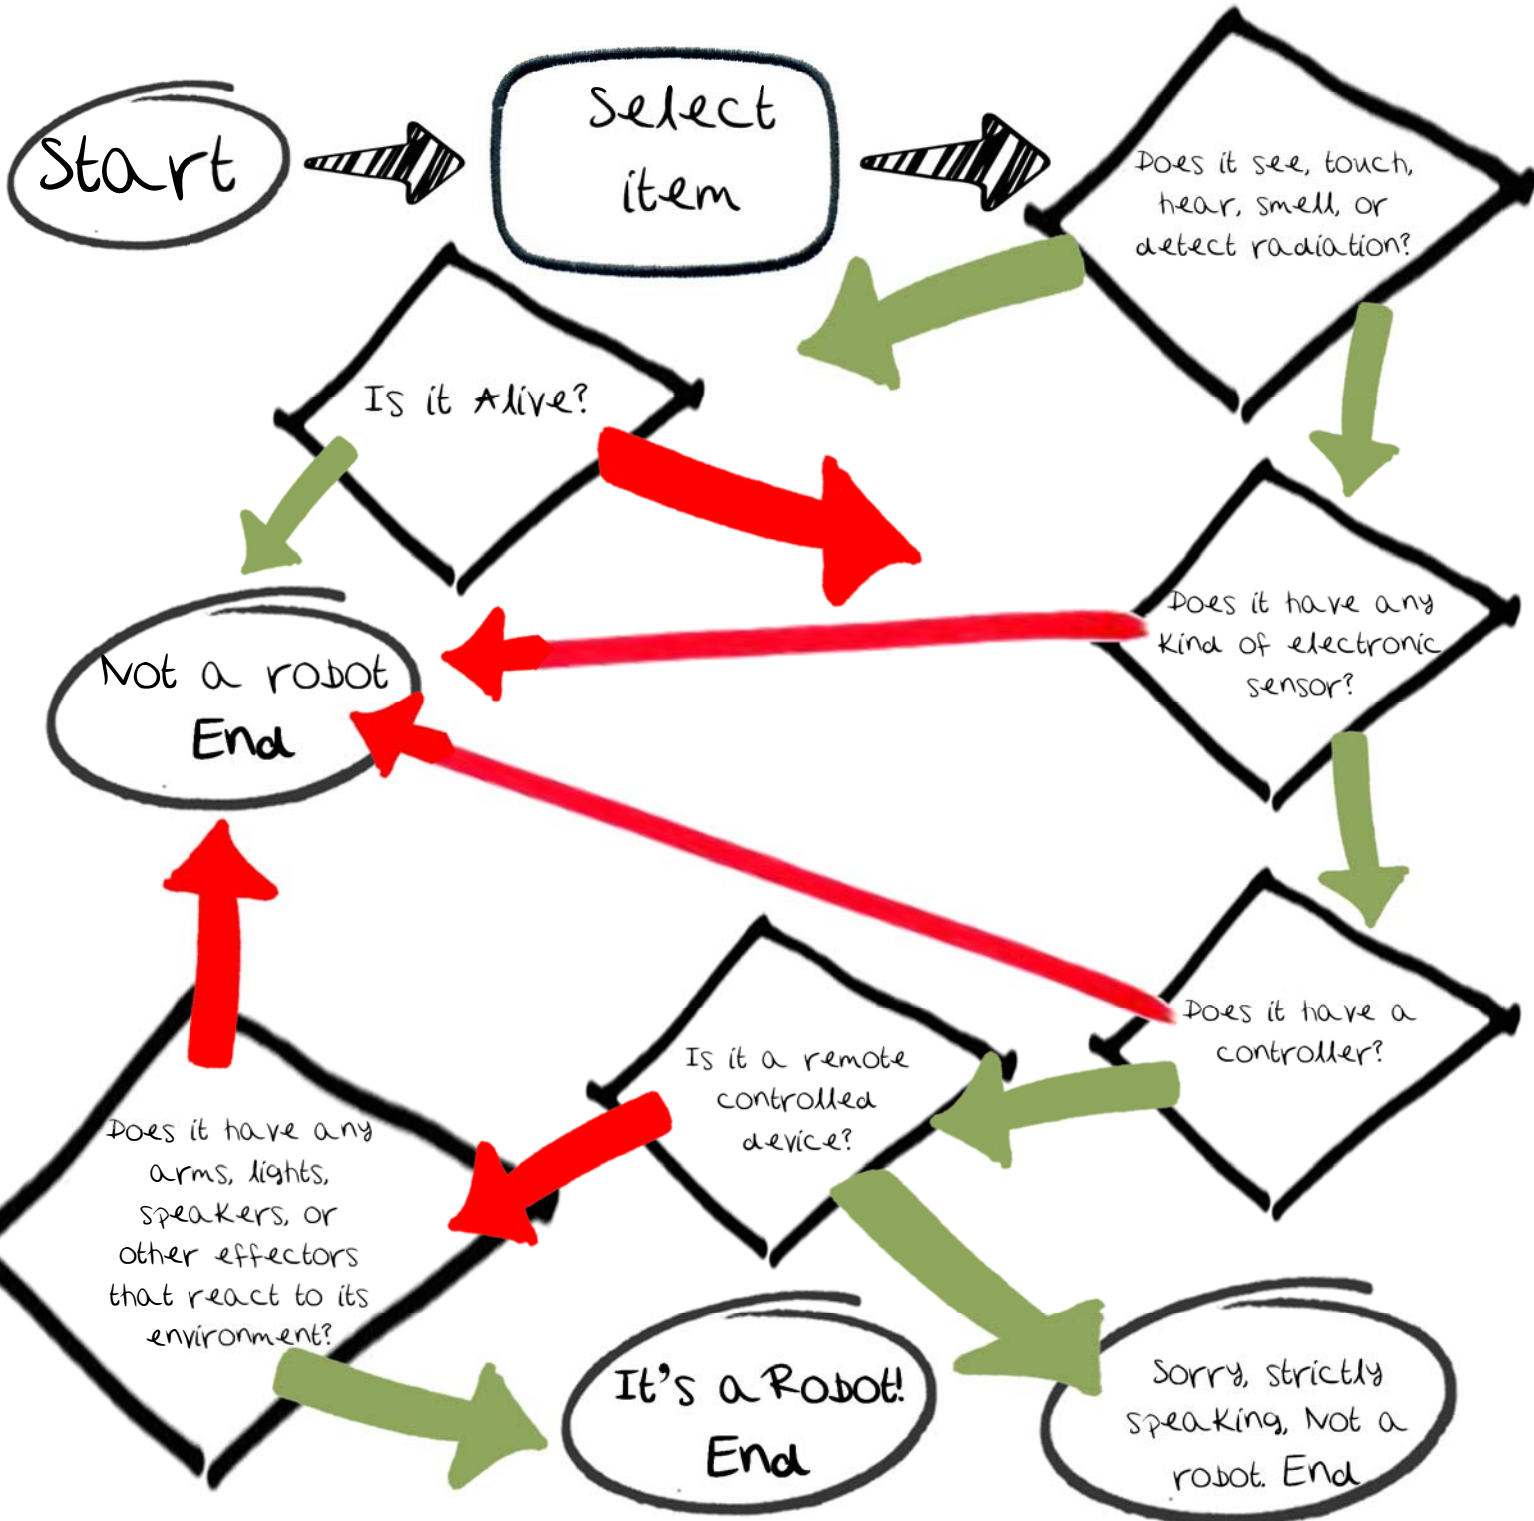 Start
Select
item
Does it see, touch,
hear, smell, or
detect radiation?
Is it Alive?
Does it have any
kind of electronic
sensor?
Not a robot
End
Does it have a
controller?
Is it a remote
controlled
device?
Does it have any
arms, lights,
speakers, or
other effectors
that react to its
environment?
It's a Robot!
End
Sorry, strictly
speaking, Not a
robot. End